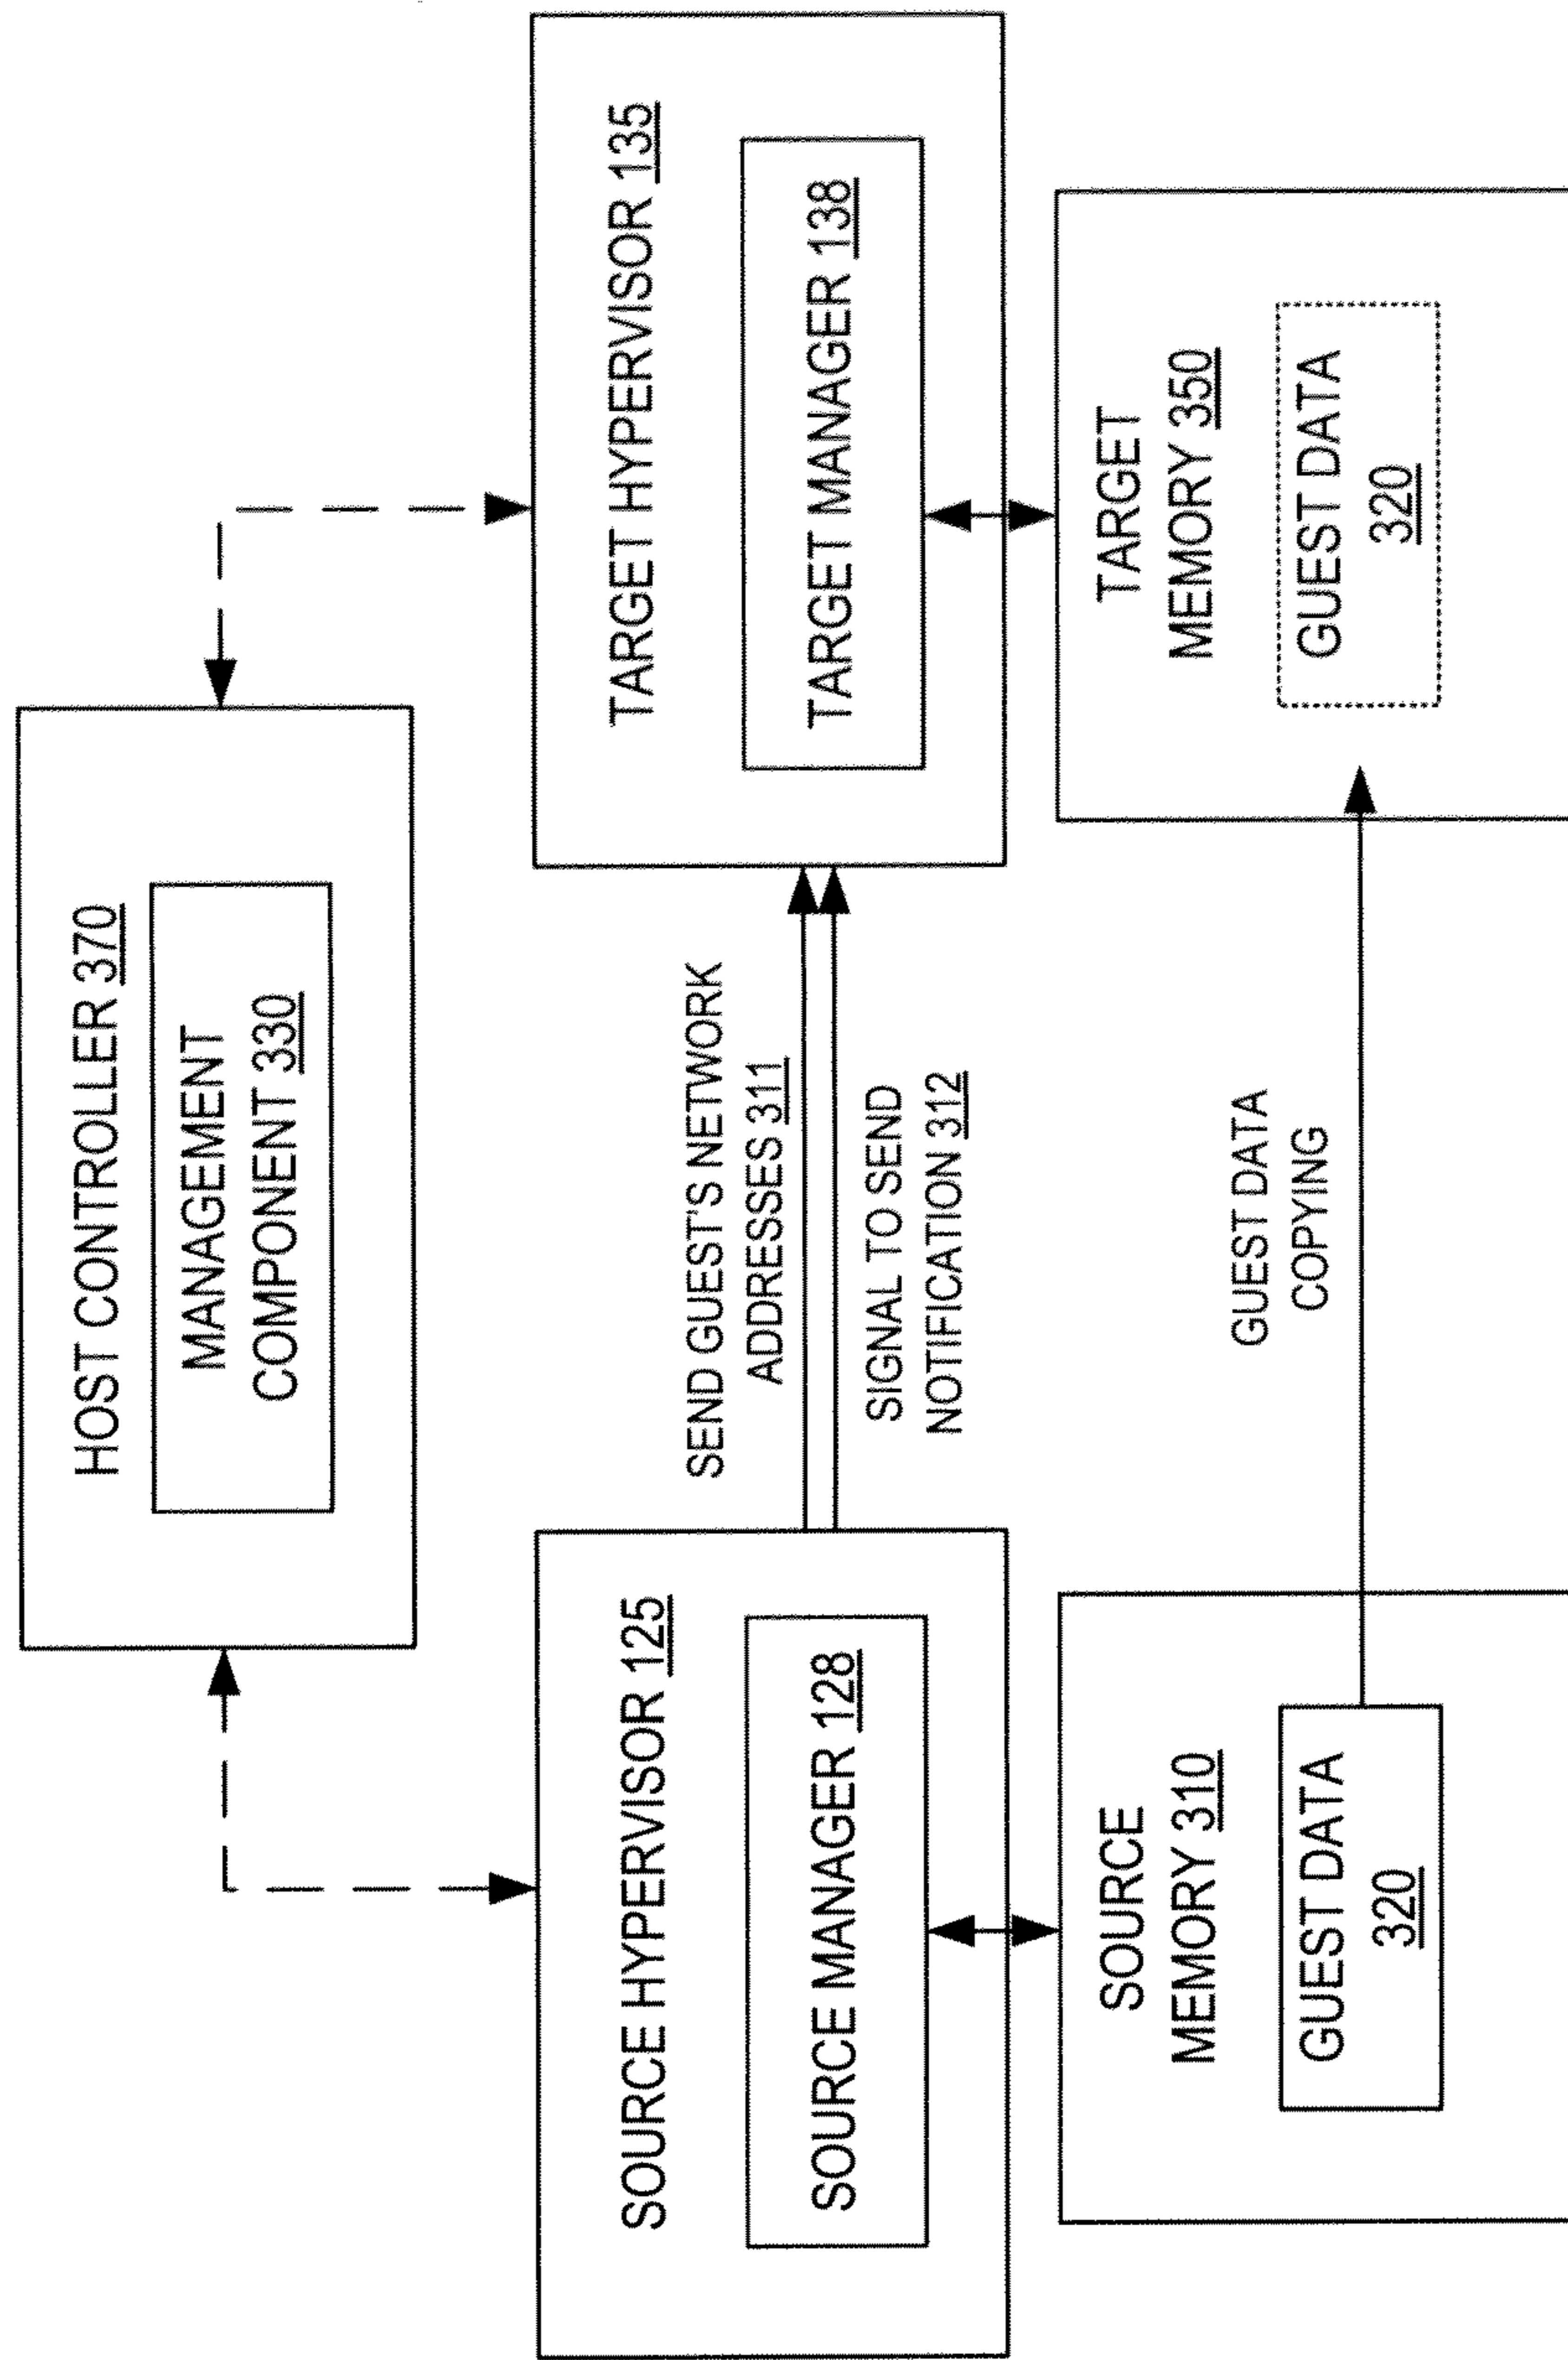 HOST CONTROLLER 370
MANAGEMENT
COMPONENT 330
SOURCE HYPERVISOR 125
SOURCE MANAGER 128
SEND GUEST'S NETWORK
ADDRESSES 311
SIGNAL TO SEND
NOTIFICATION 312
TARGET HYPERVISOR 135
TARGET MANAGER 138
SOURCE
MEMORY 310
GUEST DATA
320
GUEST DATA
COPYING
TARGET
MEMORY 350
GUEST DATA
320